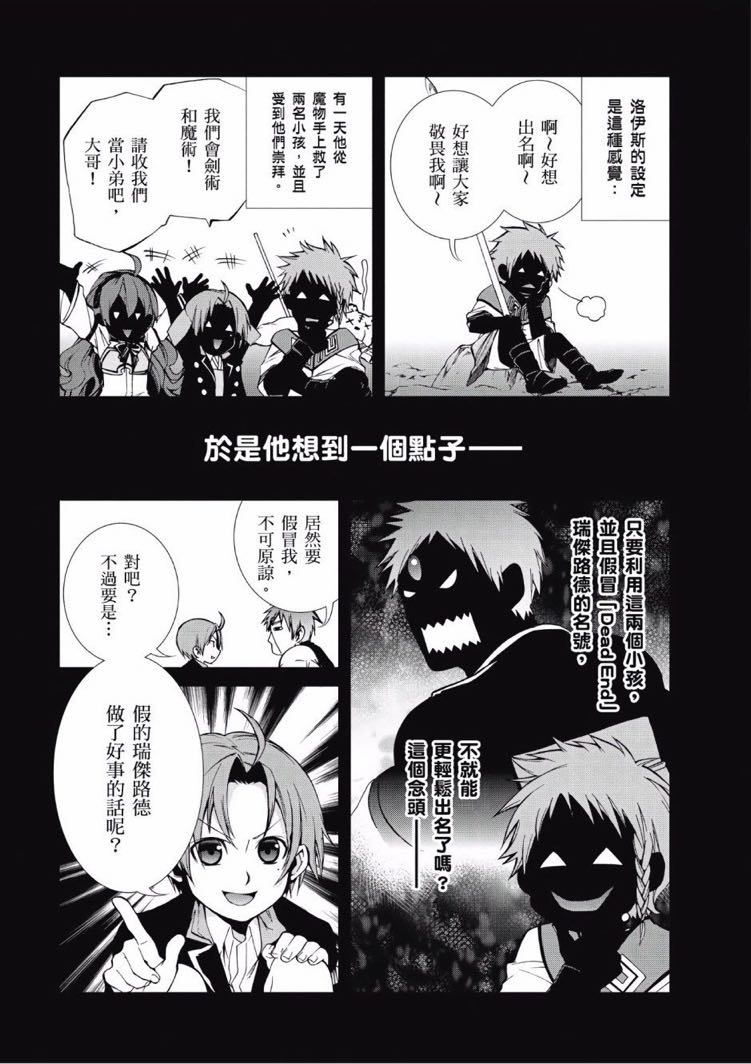 洛伊斯的設定
是這種感覺：
啊～好想
出名啊～
好想讓大家
敬畏我啊～
有一天他從
魔物手上救了
兩名小孩，並且
受到他們崇拜。
我們會劍術
和魔術！
請收我們
當小弟吧，
大哥！
於是他想到一個點子——
只要利用這兩個小孩，
並且假冒「Dead End」
瑞傑路德的名號，
不就能
更輕鬆出名了嗎？
這個念頭——
居然要
假冒我，
不可原諒。
對吧？
不過要是…
假的瑞傑路德
做了好事的話呢？